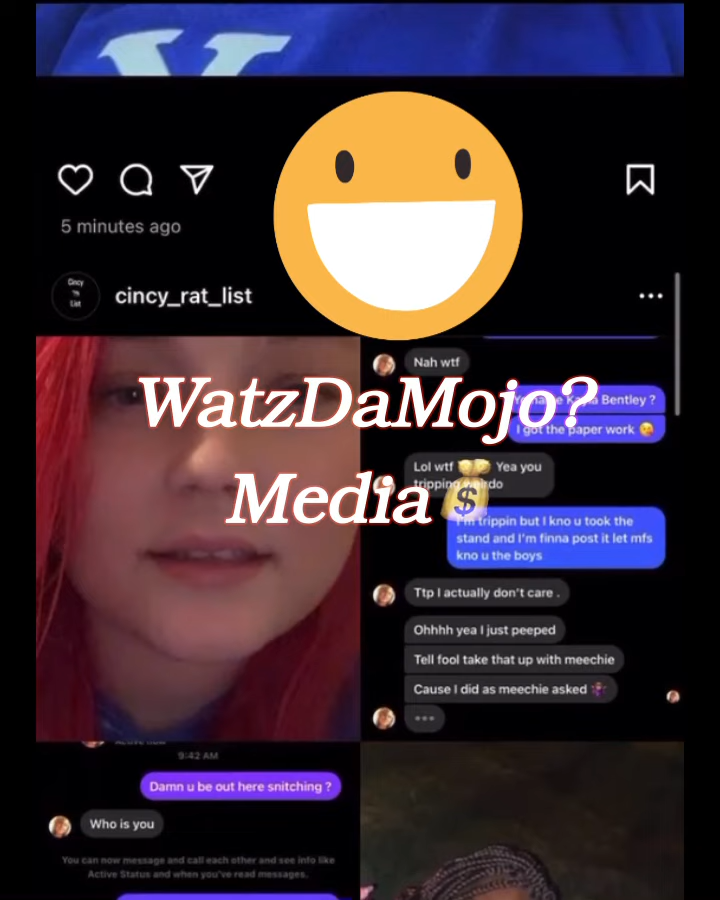 5 minutes ago
Cincy
List
cincy_rat_list
WatzDaMojo?
Media
Nah wtf
Bentley ?
I got the paper work 😘
Lol wtf Yea you
tripping weirdo
I'm trippin but I kno u took the
stand and I'm finna post it let mfs
kno u the boys
Ttp I actually don't care .
Ohhhh yea I just peeped
Tell fool take that up with meechie
Cause I did as meechie asked
9:42 AM
Damn u be out here snitching ?
Who is you
You can now message and call each other and see info like
Active Status and when you've read messages.